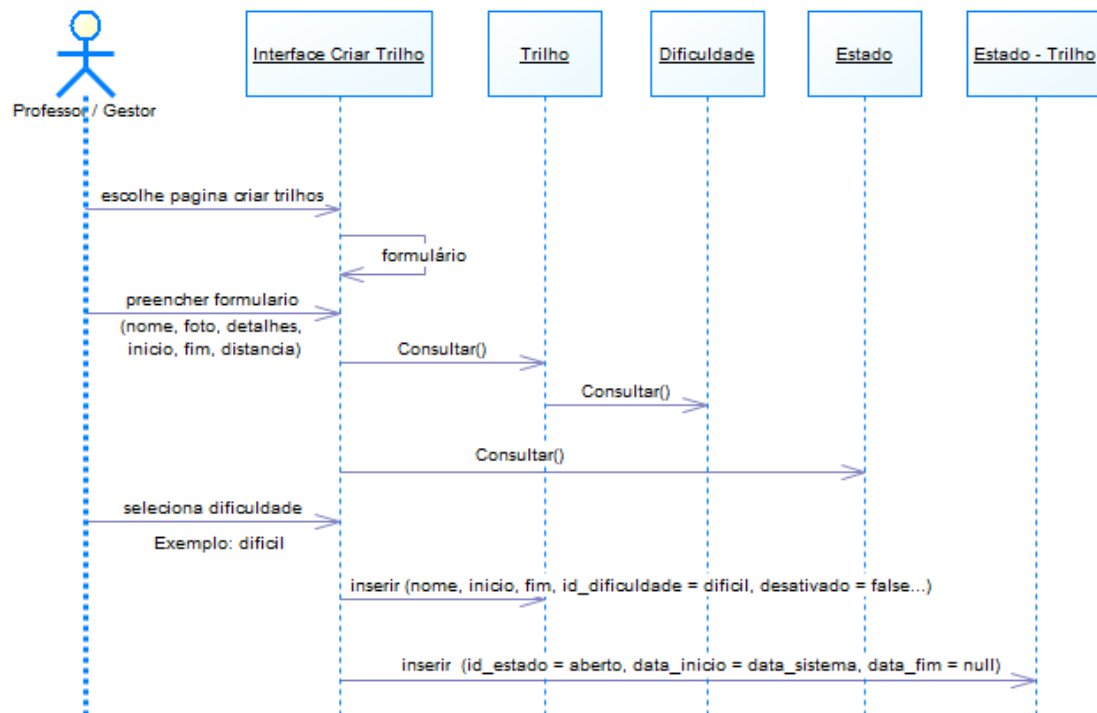 Interface Criar Trilho
Trilho
Dificuldade
Estado
Estado - Trilho
Professor / Gestor
escolhe pagina criar trilhos
formulário
preencher formulario
(nome, foto, detalhes,
inicio, fim, distancia)
Consultar()
Consultar()
Consultar()
seleciona dificuldade
Exemplo: dificil
inserir (nome, inicio, fim, id_dificuldade = dificil, desativado = false...)
inserir (id_estado = aberto, data_inicio = data_sistema, data_fim = null)